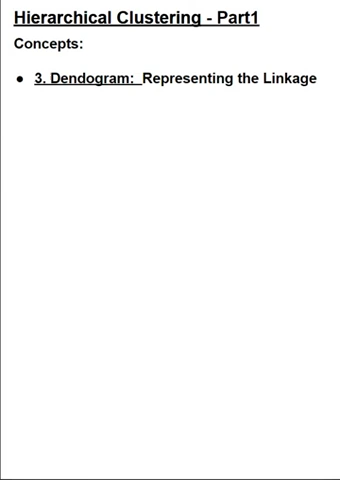 Hierarchical Clustering - Part1
Concepts:
● 3. Dendogram: Representing the Linkage